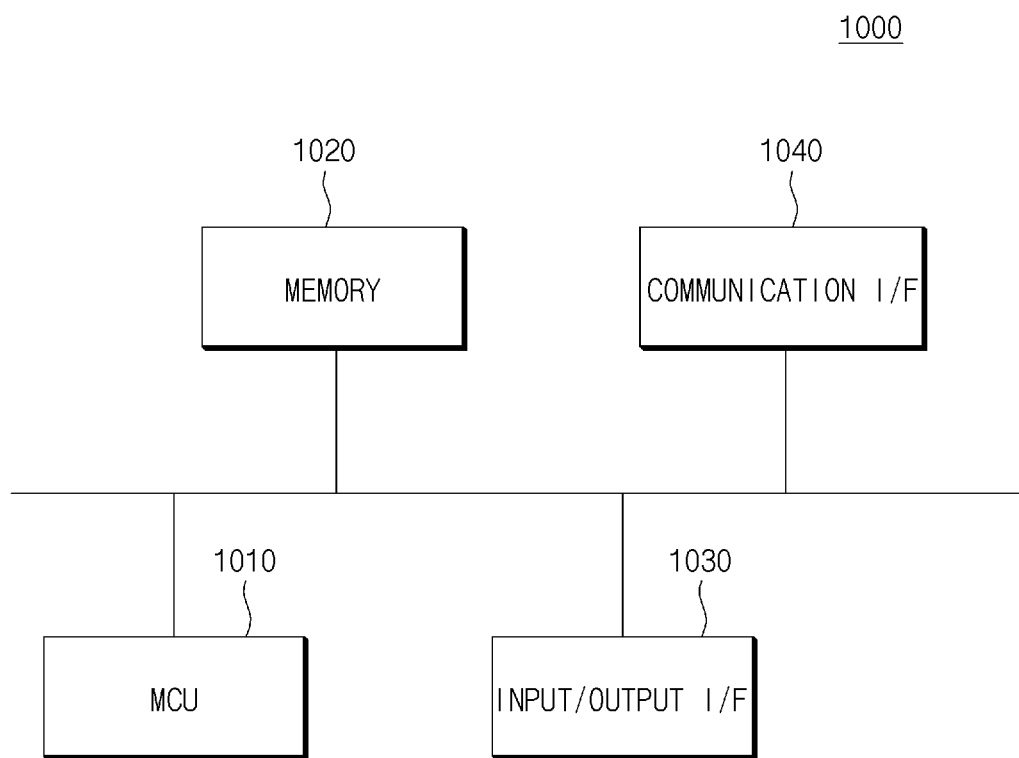 1000
1020
1040
MEMORY
COMMUNICATION I/F
1010
1030
MCU
INPUT/OUTPUT I/F